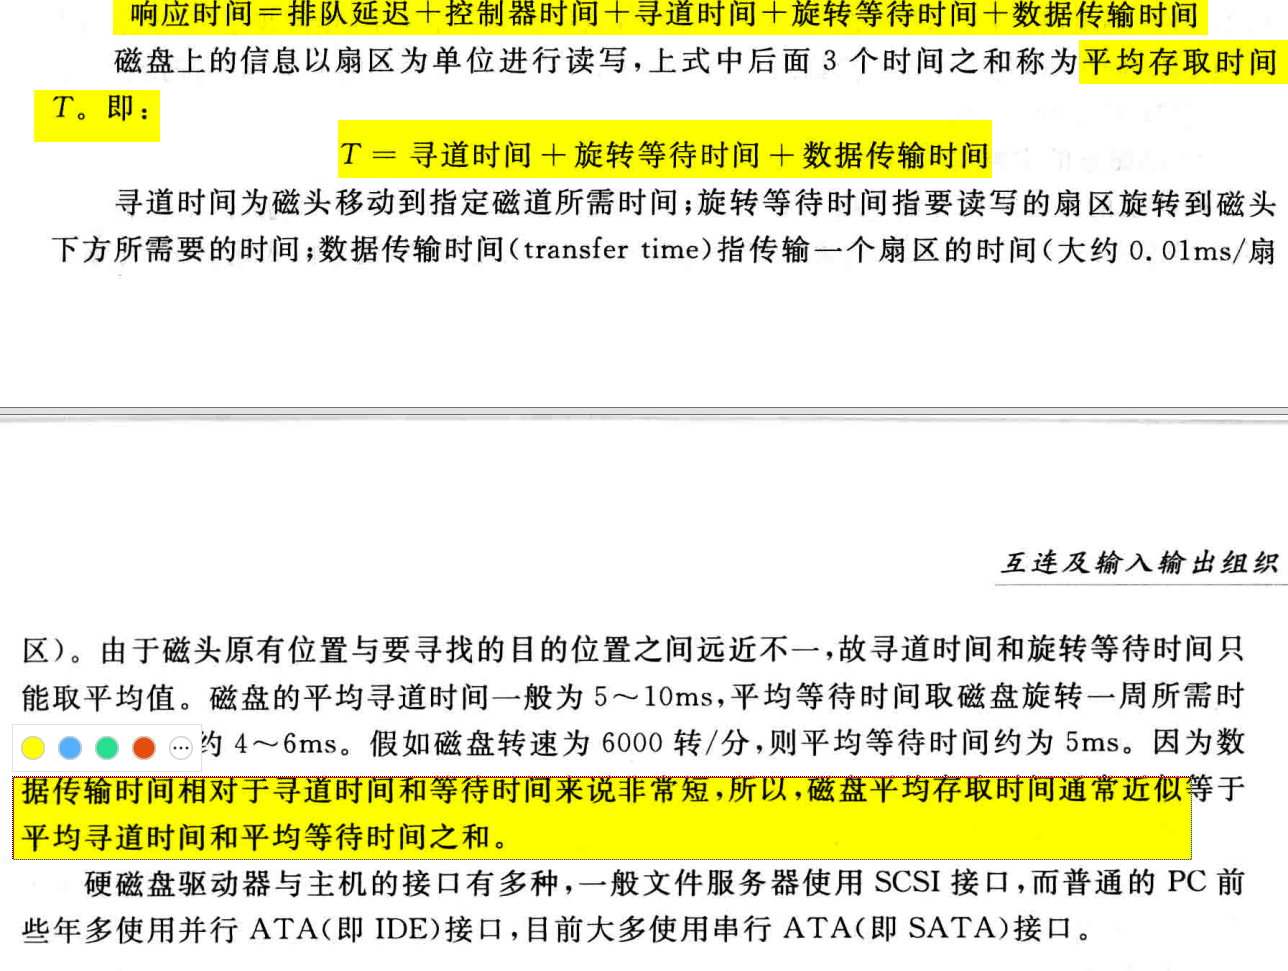 响应时间＝排队延迟＋控制器时间＋寻道时间＋旋转等待时间＋数据传输时间
磁盘上的信息以扇区为单位进行读写，上式中后面 3 个时间之和称为平均存取时间
T。即：
T = 寻道时间 + 旋转等待时间 + 数据传输时间
寻道时间为磁头移动到指定磁道所需时间；旋转等待时间指要读写的扇区旋转到磁头
下方所需要的时间；数据传输时间(transfer time)指传输一个扇区的时间(大约 0.01ms/扇
互连及输入输出组织
区)。由于磁头原有位置与要寻找的目的位置之间远近不一，故寻道时间和旋转等待时间只
能取平均值。磁盘的平均寻道时间一般为 5～10ms，平均等待时间取磁盘旋转一周所需时
约 4～6ms。假如磁盘转速为 6000 转/分，则平均等待时间约为 5ms。因为数
据传输时间相对于寻道时间和等待时间来说非常短，所以，磁盘平均存取时间通常近似等于
平均寻道时间和平均等待时间之和。
硬磁盘驱动器与主机的接口有多种，一般文件服务器使用 SCSI 接口，而普通的 PC 前
些年多使用并行 ATA(即 IDE)接口，目前大多使用串行 ATA(即 SATA)接口。